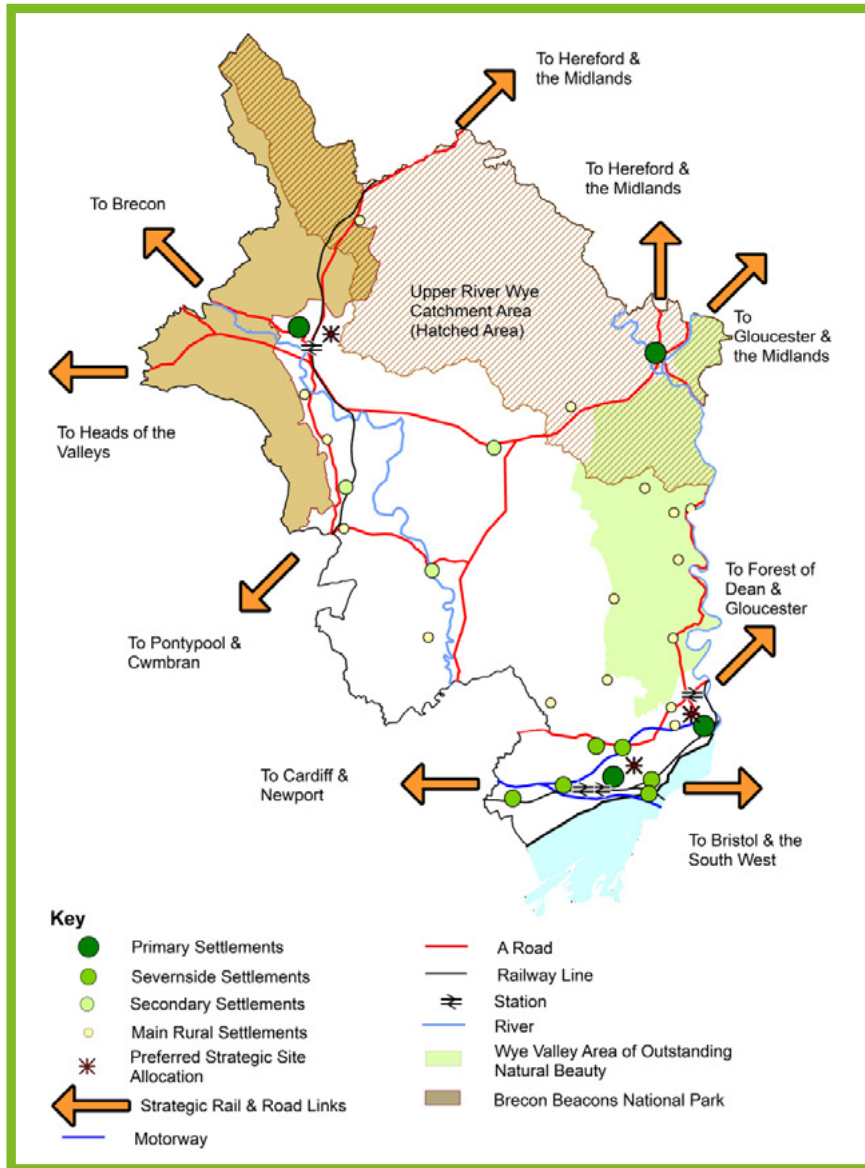 To Hereford &
the Midlands
To Hereford &
the Midlands
To Brecon
Upper River Wye
Catchment Area
(Hatched Area)
To
Gloucester &
the Midlands
To Heads of the
Valleys
To Forest of
Dean &
Gloucester
To Pontypool &
Cwmbran
To Cardiff &
Newport
To Bristol & the
South West
Key
Primary Settlements
Severnside Settlements
Secondary Settlements
Main Rural Settlements
Preferred Strategic Site
Allocation
Strategic Rail & Road Links
Motorway
A Road
Railway Line
Station
River
Wye Valley Area of Outstanding
Natural Beauty
Brecon Beacons National Park